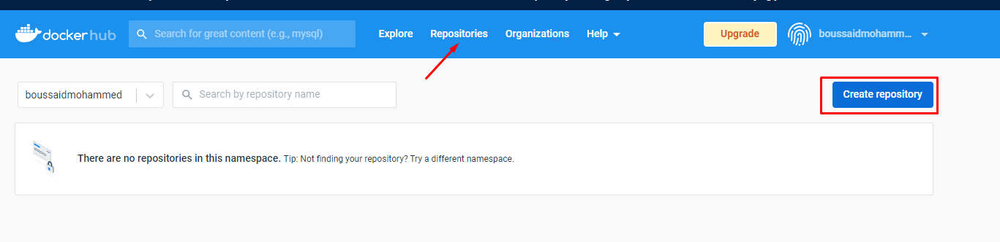 docker hub
Search for great content (e.g., mysql)
Explore
Repositories
Organizations
Help
Upgrade
boussaidmohamm...
boussaidmohammed
Search by repository name
Create repository
There are no repositories in this namespace. Tip: Not finding your repository? Try a different namespace.